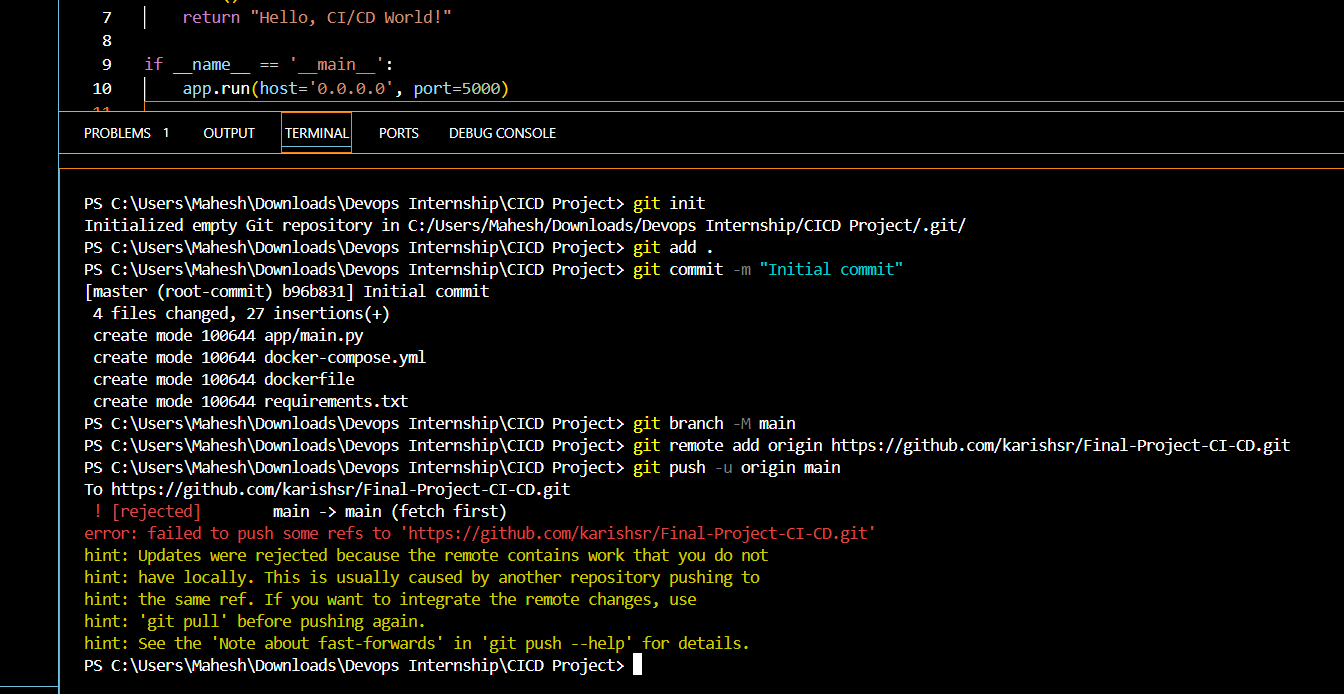 7 return "Hello, CI/CD World!"
8
9 if __name__ == '__main__':
10 app.run(host='0.0.0.0', port=5000)
11
PROBLEMS 1 OUTPUT TERMINAL PORTS DEBUG CONSOLE
PS C:\Users\Mahesh\Downloads\Devops Internship\CICD Project> git init
Initialized empty Git repository in C:/Users/Mahesh/Downloads/Devops Internship/CICD Project/.git/
PS C:\Users\Mahesh\Downloads\Devops Internship\CICD Project> git add .
PS C:\Users\Mahesh\Downloads\Devops Internship\CICD Project> git commit -m "Initial commit"
[master (root-commit) b96b831] Initial commit
 4 files changed, 27 insertions(+)
 create mode 100644 app/main.py
 create mode 100644 docker-compose.yml
 create mode 100644 dockerfile
 create mode 100644 requirements.txt
PS C:\Users\Mahesh\Downloads\Devops Internship\CICD Project> git branch -M main
PS C:\Users\Mahesh\Downloads\Devops Internship\CICD Project> git remote add origin https://github.com/karishsr/Final-Project-CI-CD.git
PS C:\Users\Mahesh\Downloads\Devops Internship\CICD Project> git push -u origin main
To https://github.com/karishsr/Final-Project-CI-CD.git
 ! [rejected]        main -> main (fetch first)
error: failed to push some refs to 'https://github.com/karishsr/Final-Project-CI-CD.git'
hint: Updates were rejected because the remote contains work that you do not
hint: have locally. This is usually caused by another repository pushing to
hint: the same ref. If you want to integrate the remote changes, use
hint: 'git pull' before pushing again.
hint: See the 'Note about fast-forwards' in 'git push --help' for details.
PS C:\Users\Mahesh\Downloads\Devops Internship\CICD Project>